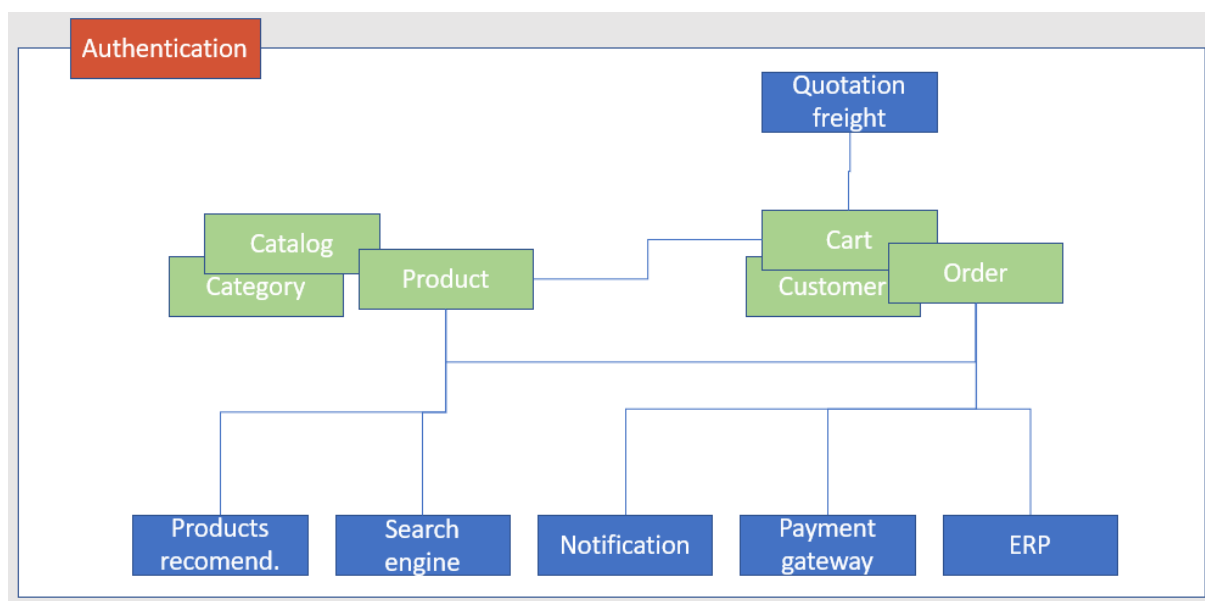 Authentication
Quotation
freight
Catalog
Category
Product
Cart
Customer
Order
Products
recomend.
Search
engine
Notification
Payment
gateway
ERP